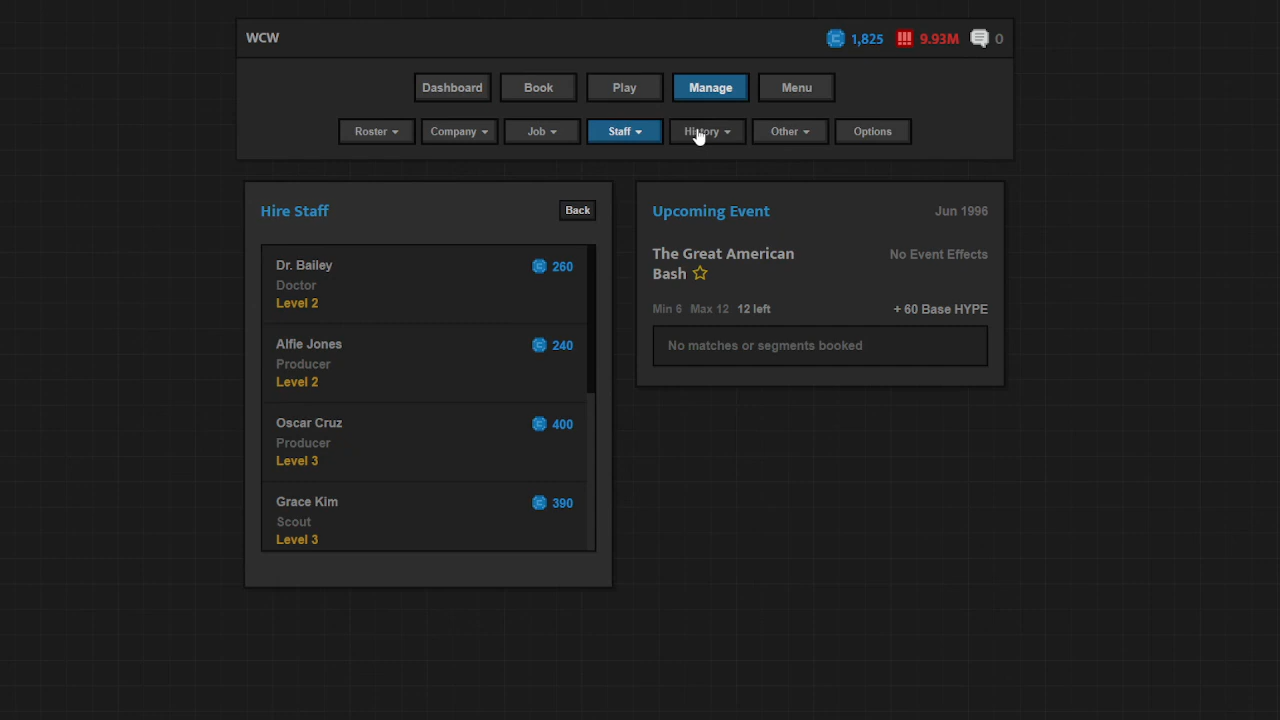 WCW
1,825 9.93M 0
Dashboard Book Play Manage Menu
Roster Company Job Staff History Other Options
Hire Staff Back
Dr. Bailey 260
Doctor
Level 2
Alfie Jones 240
Producer
Level 2
Oscar Cruz 400
Producer
Level 3
Grace Kim 390
Scout
Level 3
Upcoming Event Jun 1996
The Great American No Event Effects
Bash
Min 6 Max 12 12 left + 60 Base HYPE
No matches or segments booked